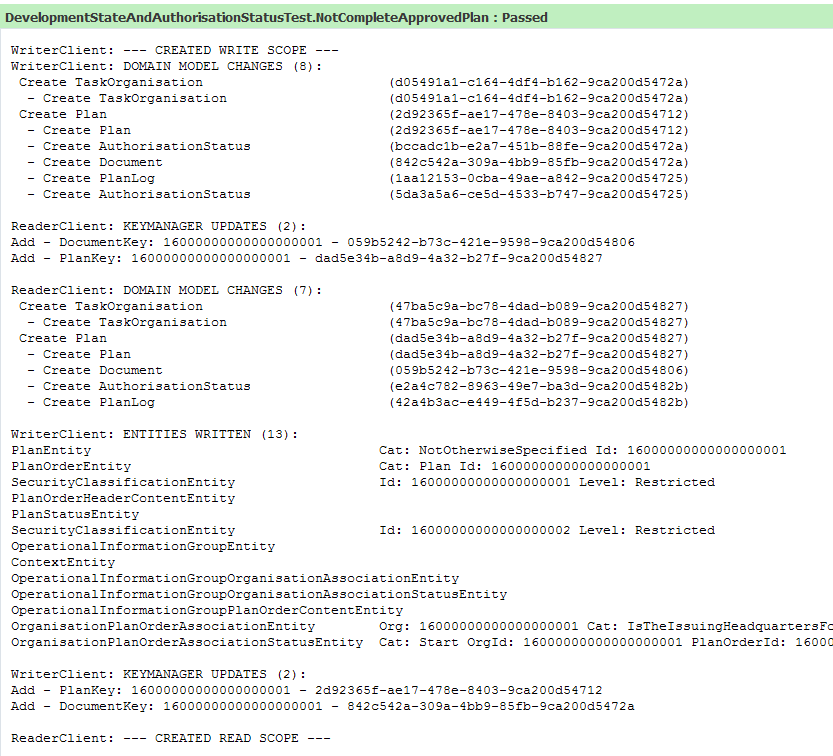 DevelopmentStateAndAuthorisationStatusTest.NotCompleteApprovedPlan : Passed
WriterClient: --- CREATED WRITE SCOPE ---
WriterClient: DOMAIN MODEL CHANGES (8):
Create TaskOrganisation (d05491a1-c164-4df4-b162-9ca200d5472a)
- Create TaskOrganisation (d05491a1-c164-4df4-b162-9ca200d5472a)
Create Plan (2d92365f-ae17-478e-8403-9ca200d54712)
- Create Plan (2d92365f-ae17-478e-8403-9ca200d54712)
- Create AuthorisationStatus (bccadc1b-e2a7-451b-88fe-9ca200d5472a)
- Create Document (842c542a-309a-4bb9-85fb-9ca200d5472a)
- Create PlanLog (1aa12153-0cba-49ae-a842-9ca200d54725)
- Create AuthorisationStatus (5da3a5a6-ce5d-4533-b747-9ca200d54725)
ReaderClient: KEYMANAGER UPDATES (2):
Add - DocumentKey: 16000000000000000001 - 059b5242-b73c-421e-9598-9ca200d54806
Add - PlanKey: 16000000000000000001 - dad5e34b-a8d9-4a32-b27f-9ca200d54827
ReaderClient: DOMAIN MODEL CHANGES (7):
Create TaskOrganisation (47ba5c9a-bc78-4dad-b089-9ca200d54827)
- Create TaskOrganisation (47ba5c9a-bc78-4dad-b089-9ca200d54827)
Create Plan (dad5e34b-a8d9-4a32-b27f-9ca200d54827)
- Create Plan (dad5e34b-a8d9-4a32-b27f-9ca200d54827)
- Create Document (059b5242-b73c-421e-9598-9ca200d54806)
- Create AuthorisationStatus (e2a4c782-8963-49e7-ba3d-9ca200d5482b)
- Create PlanLog (42a4b3ac-e449-4f5d-b237-9ca200d5482b)
WriterClient: ENTITIES WRITTEN (13):
PlanEntity Cat: NotOtherwiseSpecified Id: 16000000000000000001
PlanOrderEntity Cat: Plan Id: 16000000000000000001
SecurityClassificationEntity Id: 16000000000000000001 Level: Restricted
PlanOrderHeaderContentEntity
PlanStatusEntity
SecurityClassificationEntity Id: 16000000000000000002 Level: Restricted
OperationalInformationGroupEntity
ContextEntity
OperationalInformationGroupOrganisationAssociationEntity
OperationalInformationGroupOrganisationAssociationStatusEntity
OperationalInformationGroupPlanOrderContentEntity
OrganisationPlanOrderAssociationEntity Org: 16000000000000000001 Cat: IsTheIssuingHeadquartersFo
OrganisationPlanOrderAssociationStatusEntity Cat: Start OrgId: 16000000000000000001 PlanOrderId: 16000
WriterClient: KEYMANAGER UPDATES (2):
Add - PlanKey: 16000000000000000001 - 2d92365f-ae17-478e-8403-9ca200d54712
Add - DocumentKey: 16000000000000000001 - 842c542a-309a-4bb9-85fb-9ca200d5472a
ReaderClient: --- CREATED READ SCOPE ---